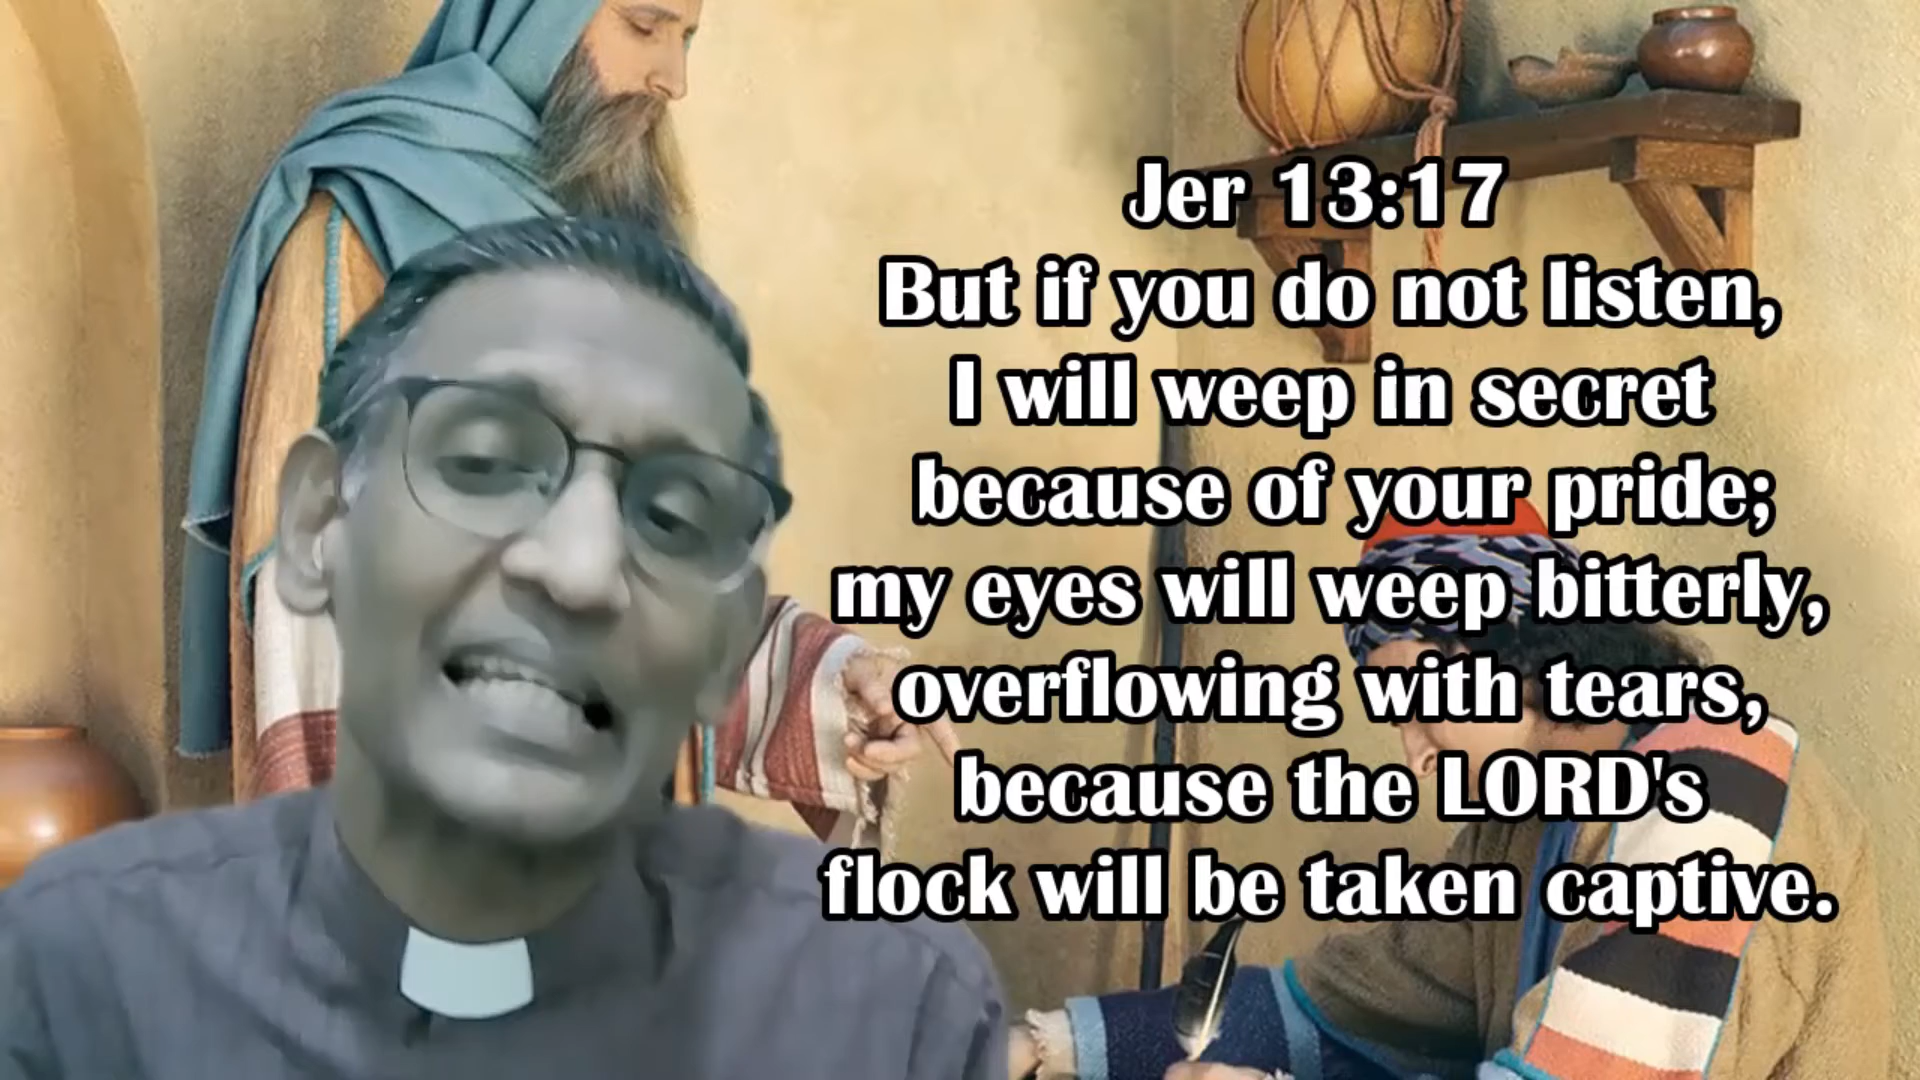 Jer 13:17
But if you do not listen,
I will weep in secret
because of your pride;
my eyes will weep bitterly,
overflowing with tears,
because the LORD's
flock will be taken captive.